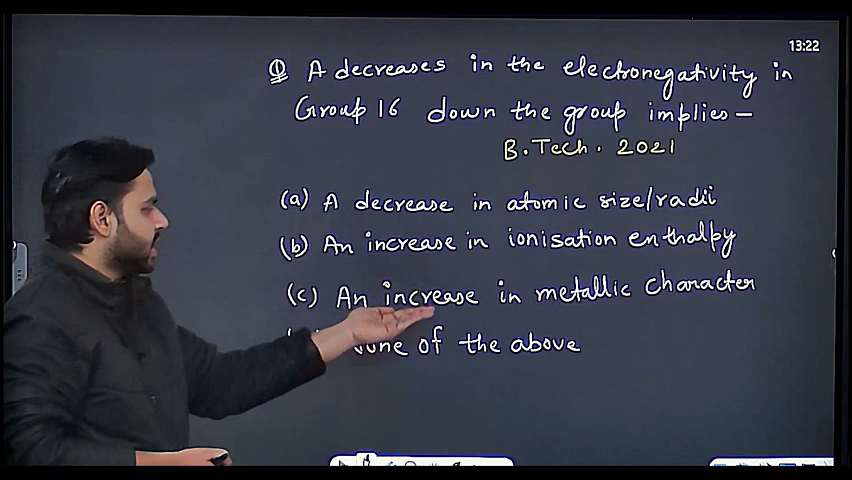 13:22
Q A decreases in the electronegativity in
Group 16 down the group implies —
B.Tech. 2021
(a) A decrease in atomic size/radii
(b) An increase in ionisation enthalpy
(c) An increase in metallic character
of the above